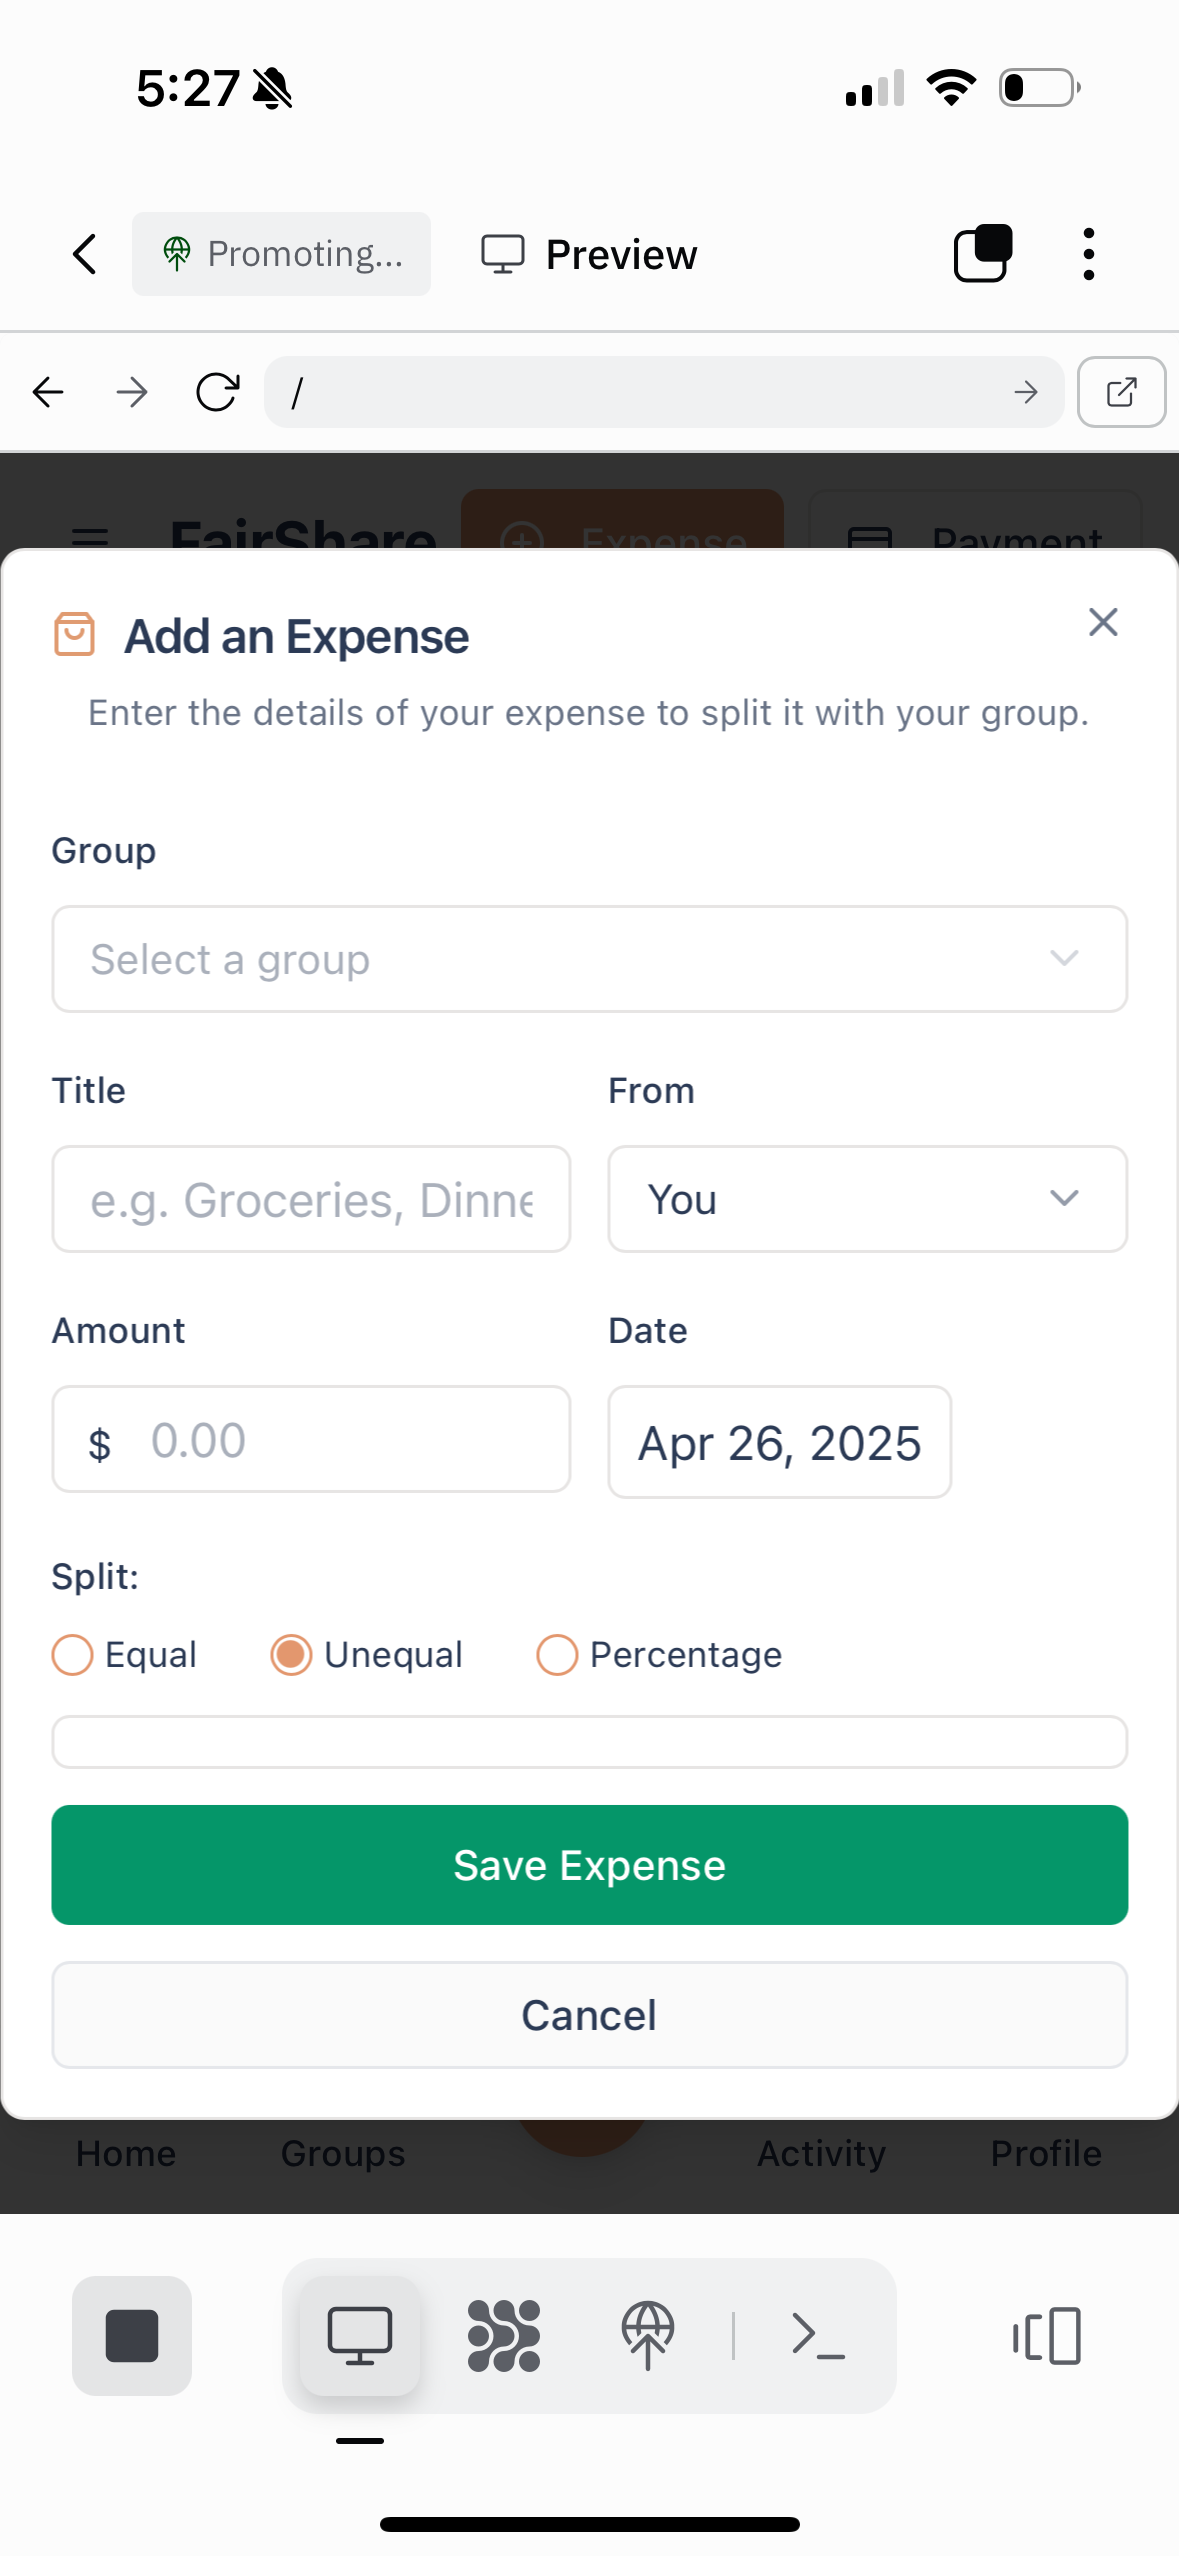 5:27
Promoting...
Preview
/
FairShare
Expense
Payment
Add an Expense
Enter the details of your expense to split it with your group.
Group
Select a group
Title
From
e.g. Groceries, Dinne
You
Amount
Date
$ 0.00
Apr 26, 2025
Split:
Equal
Unequal
Percentage
Save Expense
Cancel
Home
Groups
Activity
Profile